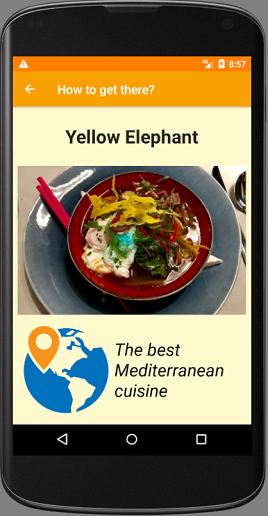 8:57
How to get there?
Yellow Elephant
The best
Mediterranean
cuisine